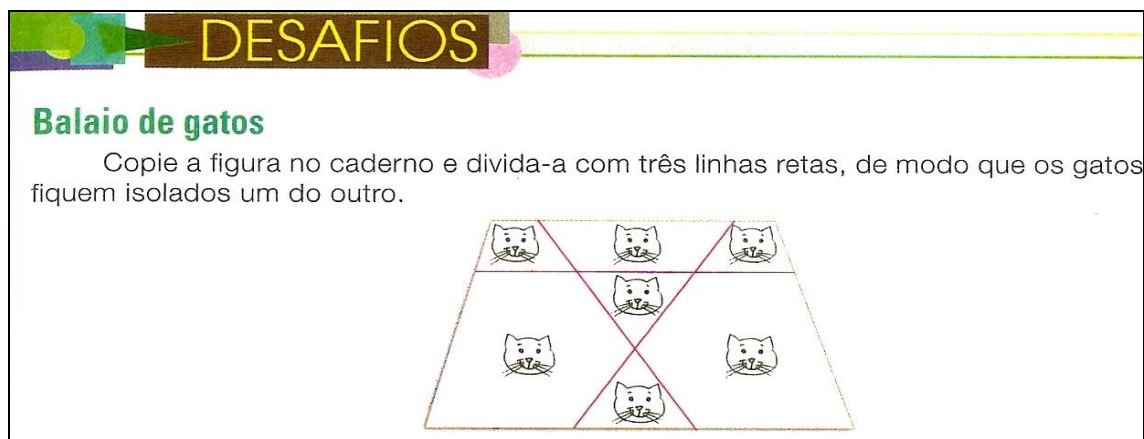 DESAFIOS
Balaio de gatos
Copie a figura no caderno e divida-a com três linhas retas, de modo que os gatos
fiquem isolados um do outro.